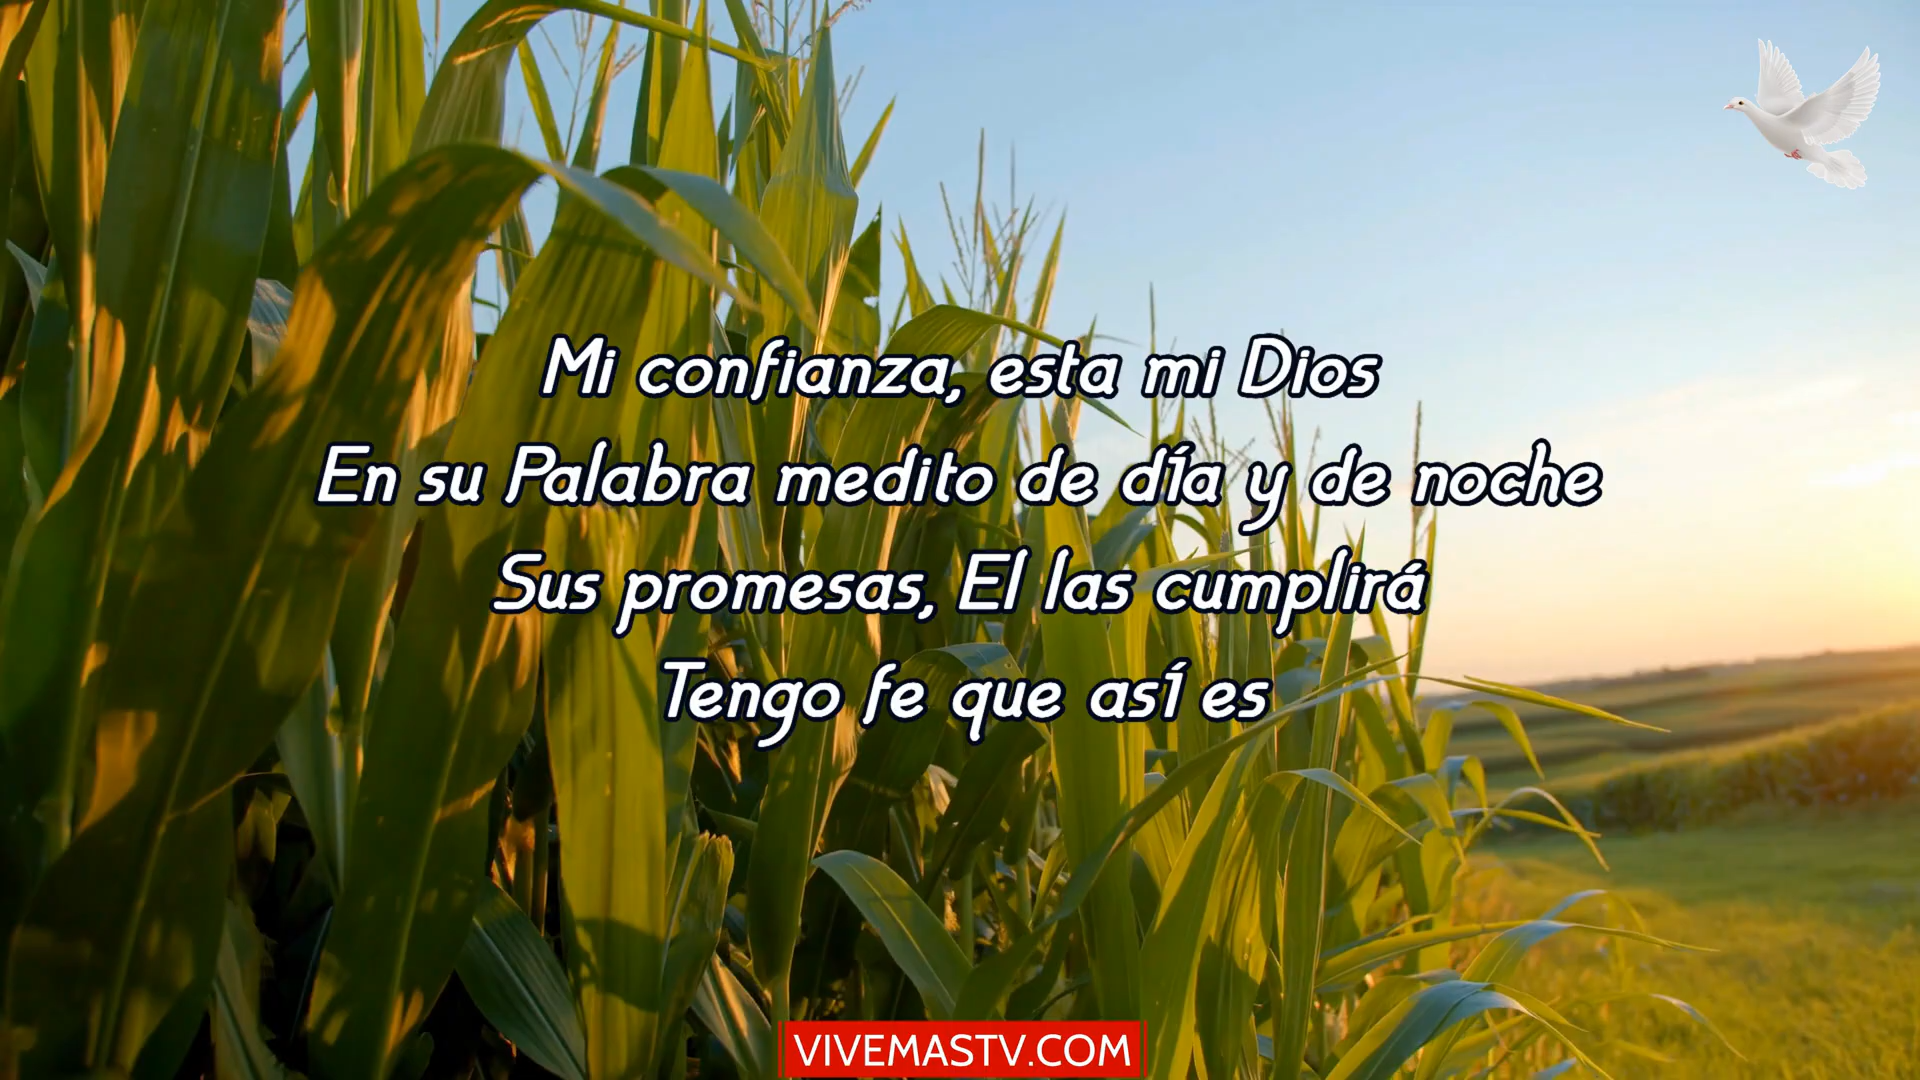 Mi confianza, esta mi Dios
En su Palabra medito de día y de noche
Sus promesas, El las cumplirá
Tengo fe que así es
VIVEMASTV.COM